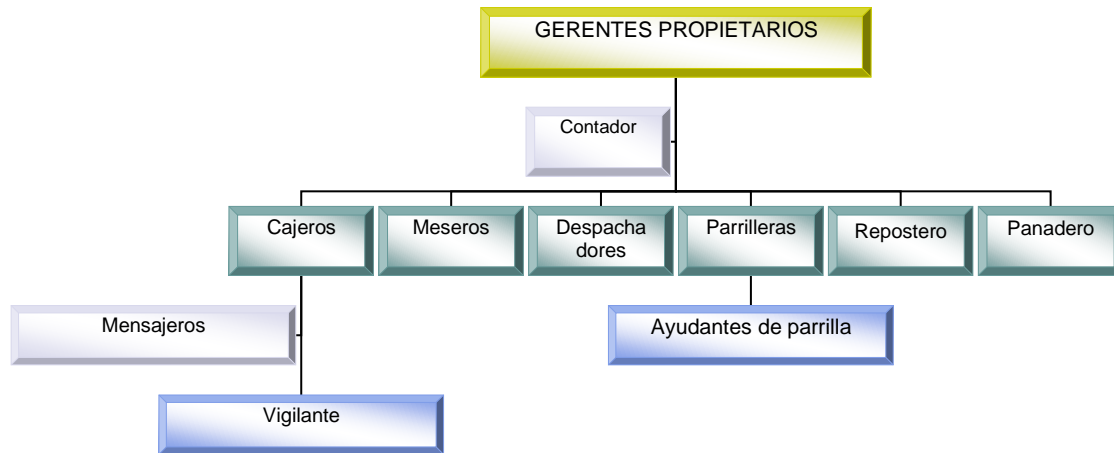 GERENTES PROPIETARIOS
Contador
Cajeros
Meseros
Despacha
dores
Parrilleras
Repostero
Panadero
Mensajeros
Ayudantes de parrilla
Vigilante